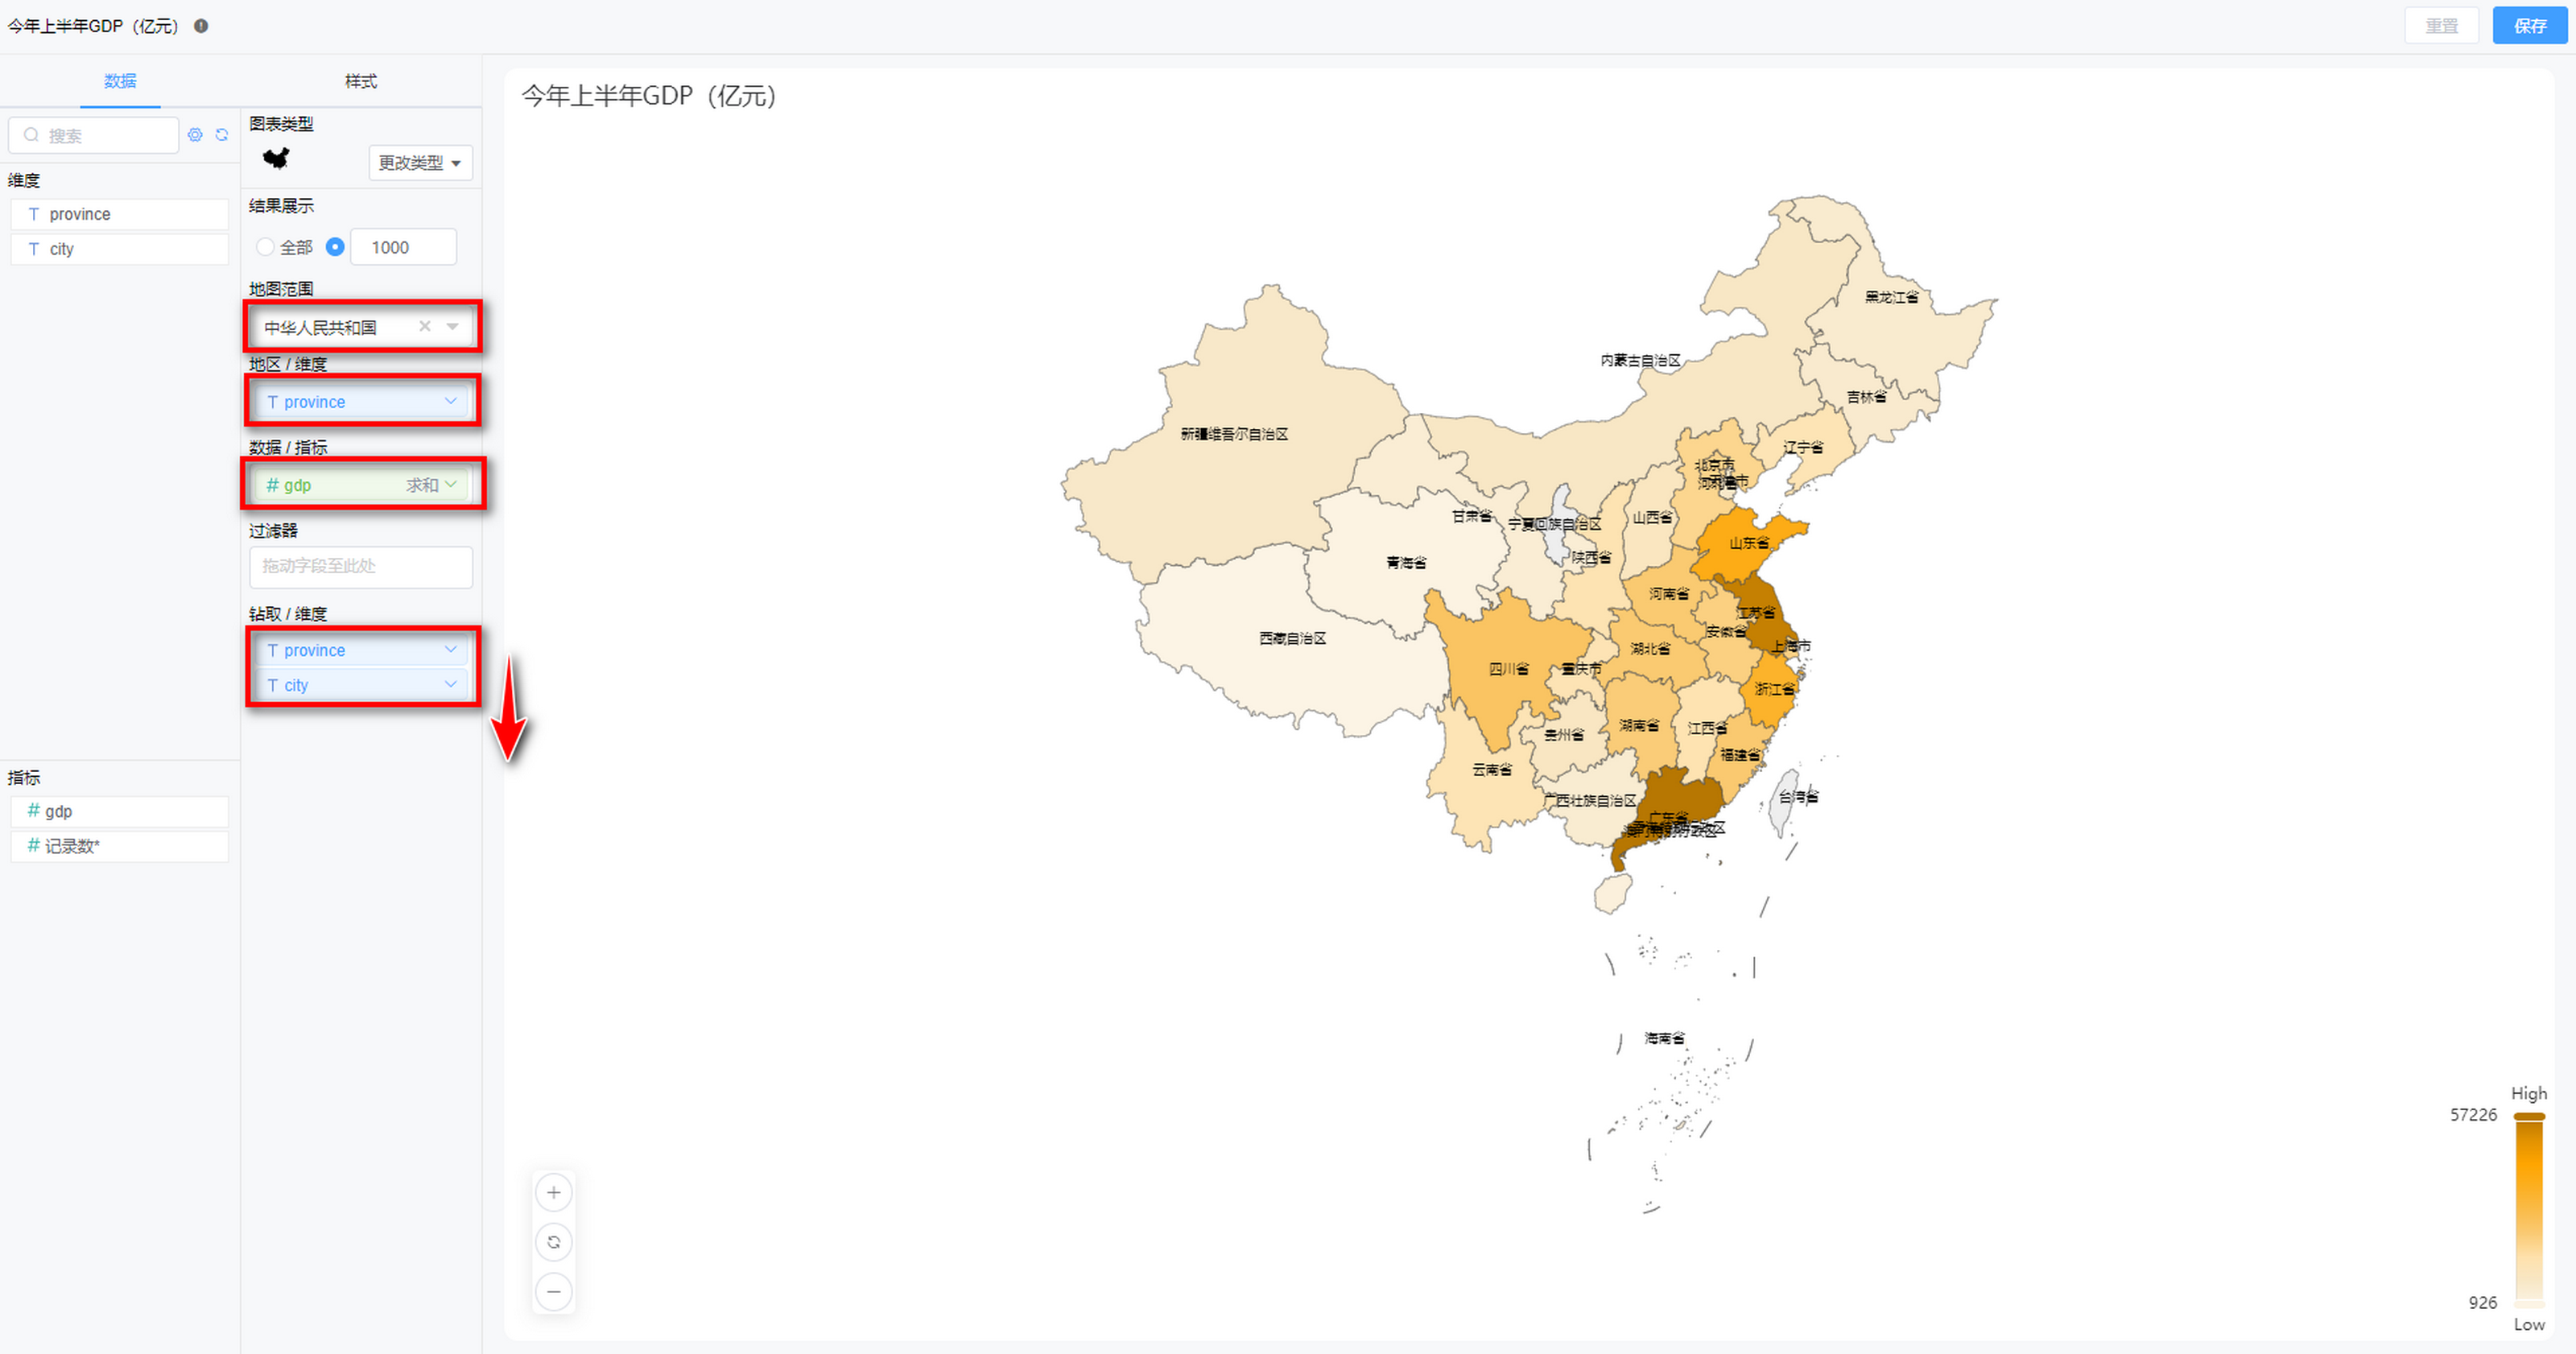 今年上半年GDP（亿元）
重置
保存
数据
样式
搜索
维度
T province
T city
指标
# gdp
# 记录数*
图表类型
更改类型
结果展示
全部
1000
地图范围
中华人民共和国
地区 / 维度
T province
数据 / 指标
# gdp 求和
过滤器
拖动字段至此处
钻取 / 维度
T province
T city
今年上半年GDP（亿元）
黑龙江省
内蒙古自治区
吉林省
新疆维吾尔自治区
辽宁省
北京市
甘肃省
宁夏回族自治区
山西省
山东省
陕西省
青海省
河南省
江苏省
安徽省
西藏自治区
上海市
湖北省
四川省
重庆市
浙江省
湖南省
江西省
贵州省
福建省
云南省
广西壮族自治区
台湾省
广东省
海南省
High
57226
926
Low